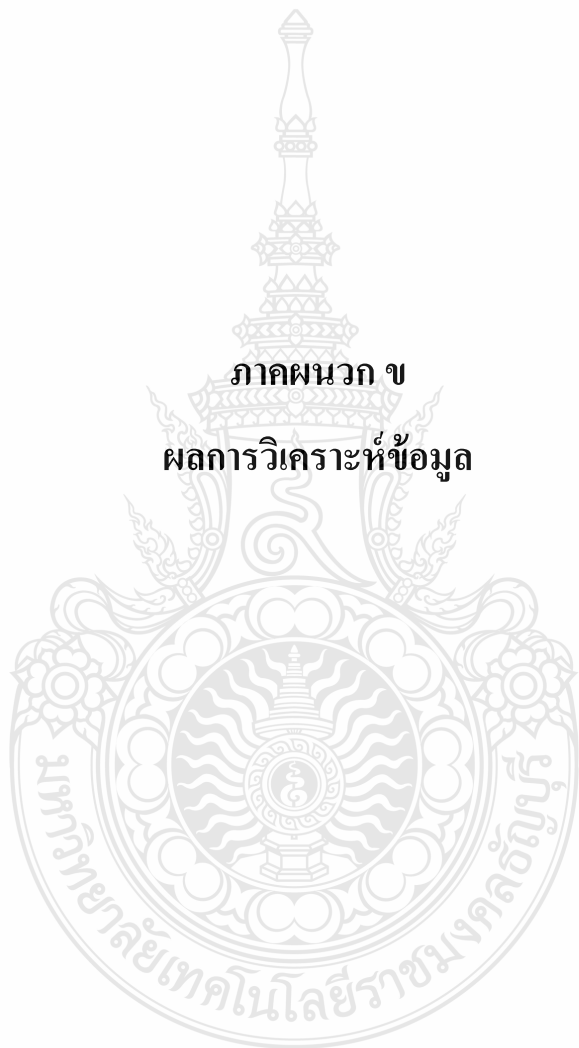 ภาคผนวก ข
ผลการวิเคราะห์ข้อมูล
มหาวิทยาลัยเทคโนโลยีราชมงคลธัญบุรี